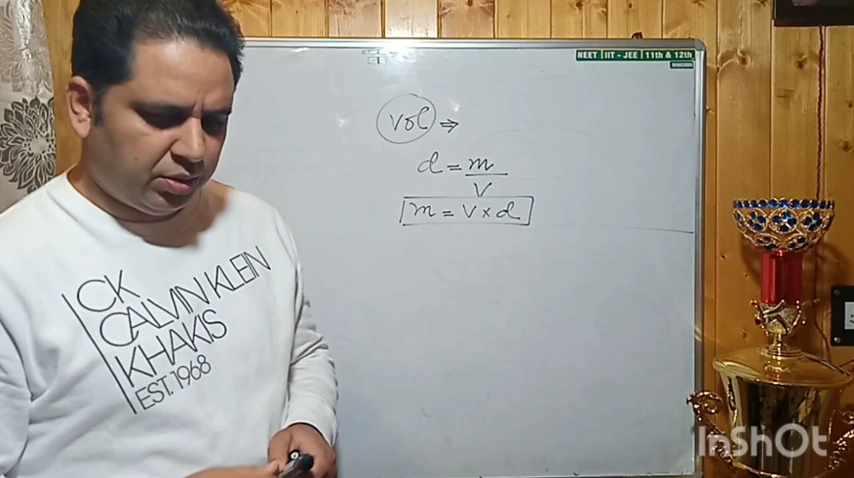 NEET | IIT - JEE | 11th & 12th
Vol ⇒
d = m/V
m = V × d
CK
CALVIN KLEIN
KHAKIS
EST. 1968
InShOt